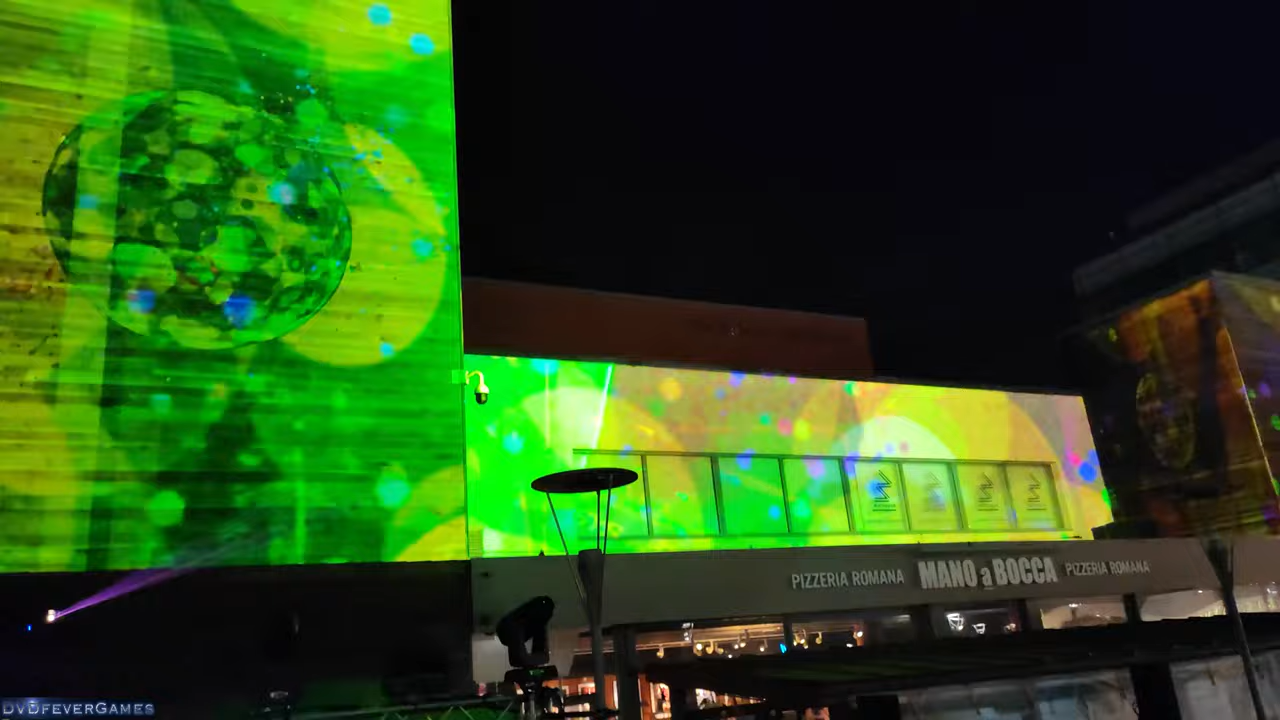 PIZZERIA ROMANA MANO a BOCCA PIZZERIA ROMANA
DVDFEVERGAMES